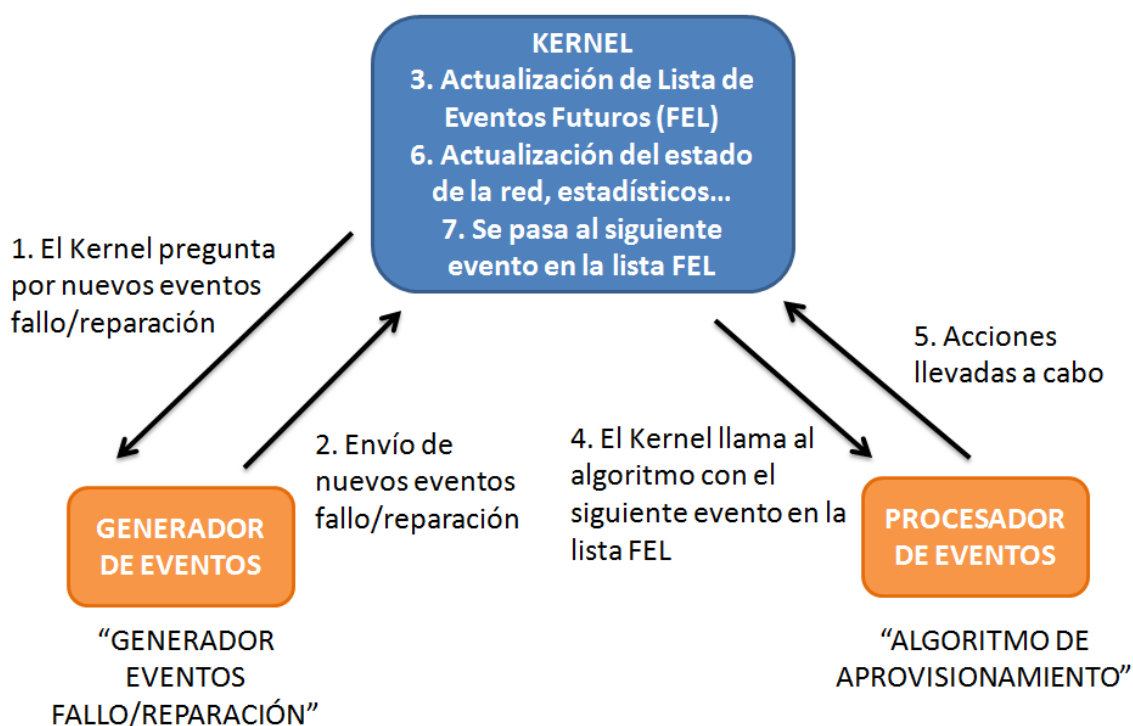 KERNEL
3. Actualización de Lista de
Eventos Futuros (FEL)
6. Actualización del estado
de la red, estadísticos...
7. Se pasa al siguiente
evento en la lista FEL
1. El Kernel pregunta
por nuevos eventos
fallo/reparación
2. Envío de
nuevos eventos
fallo/reparación
4. El Kernel llama al
algoritmo con el
siguiente evento en la
lista FEL
5. Acciones
llevadas a cabo
GENERADOR
DE EVENTOS
“GENERADOR
EVENTOS
FALLO/REPARACIÓN”
PROCESADOR
DE EVENTOS
“ALGORITMO DE
APROVISIONAMIENTO”